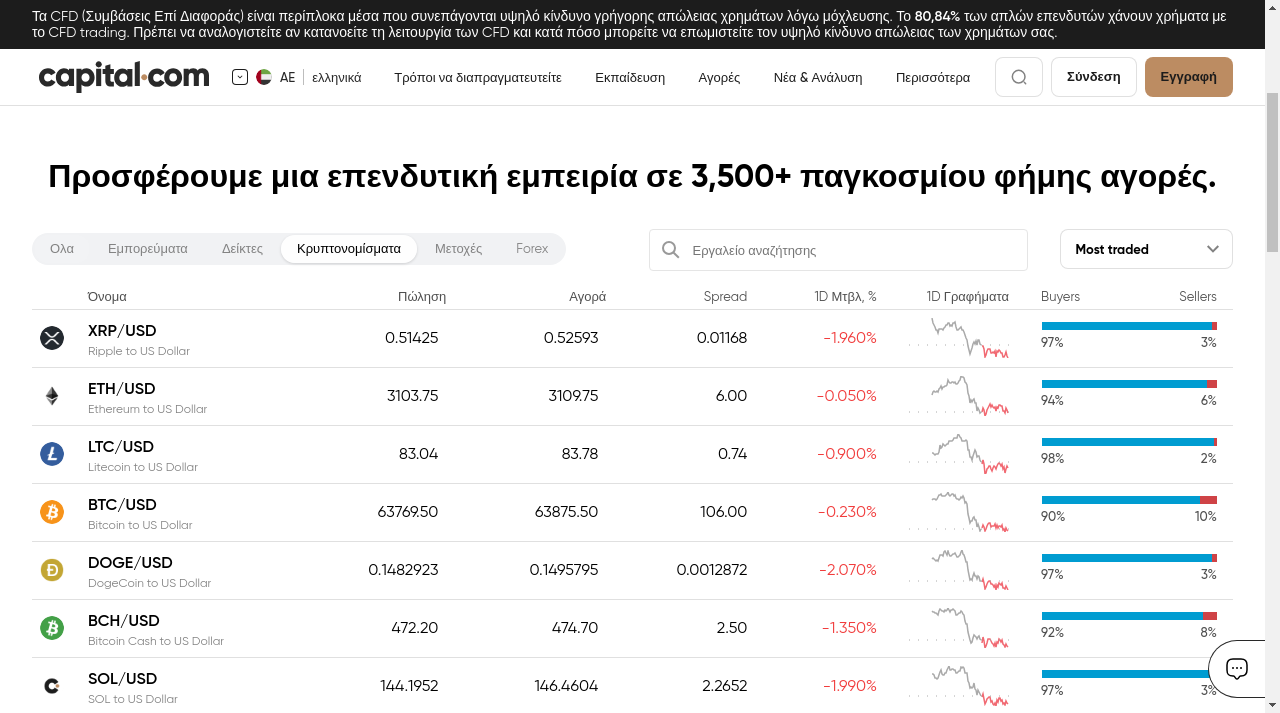 Τα CFD (Συμβάσεις Επί Διαφοράς) είναι περίπλοκα μέσα που συνεπάγονται υψηλό κίνδυνο γρήγορης απώλειας χρημάτων λόγω μόχλευσης. Το 80,84% των απλών επενδυτών χάνουν χρήματα με
το CFD trading. Πρέπει να αναλογιστείτε αν κατανοείτε τη λειτουργία των CFD και κατά πόσο μπορείτε να επωμιστείτε τον υψηλό κίνδυνο απώλειας των χρημάτων σας.
capital.com AE ελληνικά Τρόποι να διαπραγματευτείτε Εκπαίδευση Αγορές Νέα & Ανάλυση Περισσότερα Σύνδεση Εγγραφή
Προσφέρουμε μια επενδυτική εμπειρία σε 3,500+ παγκοσμίου φήμης αγορές.
Ολα Εμπορεύματα Δείκτες Κρυπτονομίσματα Μετοχές Forex Εργαλείο αναζήτησης Most traded
Όνομα Πώληση Αγορά Spread 1D Μτβλ, % 1D Γραφήματα Buyers Sellers
XRP/USD 0.51425 0.52593 0.01168 -1.960%
Ripple to US Dollar 97% 3%
ETH/USD 3103.75 3109.75 6.00 -0.050%
Ethereum to US Dollar 94% 6%
LTC/USD 83.04 83.78 0.74 -0.900%
Litecoin to US Dollar 98% 2%
BTC/USD 63769.50 63875.50 106.00 -0.230%
Bitcoin to US Dollar 90% 10%
DOGE/USD 0.1482923 0.1495795 0.0012872 -2.070%
DogeCoin to US Dollar 97% 3%
BCH/USD 472.20 474.70 2.50 -1.350%
Bitcoin Cash to US Dollar 92% 8%
SOL/USD 144.1952 146.4604 2.2652 -1.990%
SOL to US Dollar 97% 3%